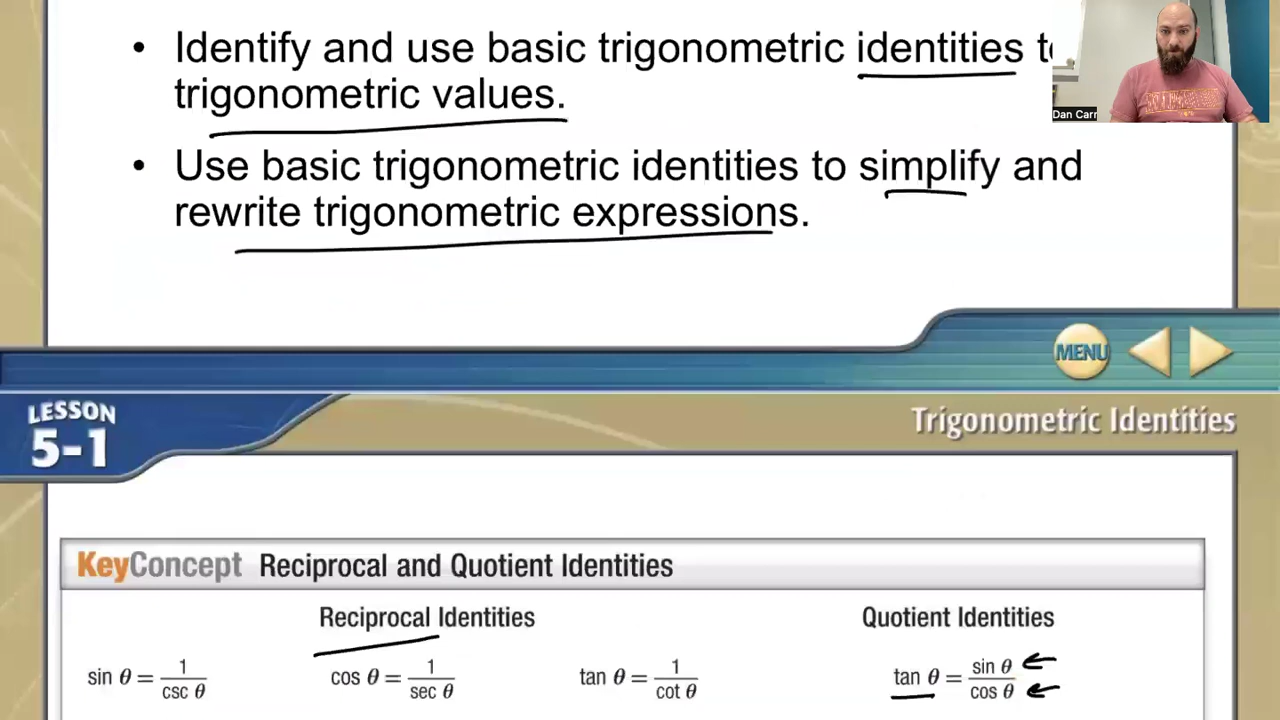 • Identify and use basic trigonometric identities t
trigonometric values.
• Use basic trigonometric identities to simplify and
rewrite trigonometric expressions.
Dan Carr
MENU
LESSON
5-1
Trigonometric Identities
KeyConcept Reciprocal and Quotient Identities
Reciprocal Identities
Quotient Identities
sin θ = 1/csc θ
cos θ = 1/sec θ
tan θ = 1/cot θ
tan θ = sin θ/cos θ